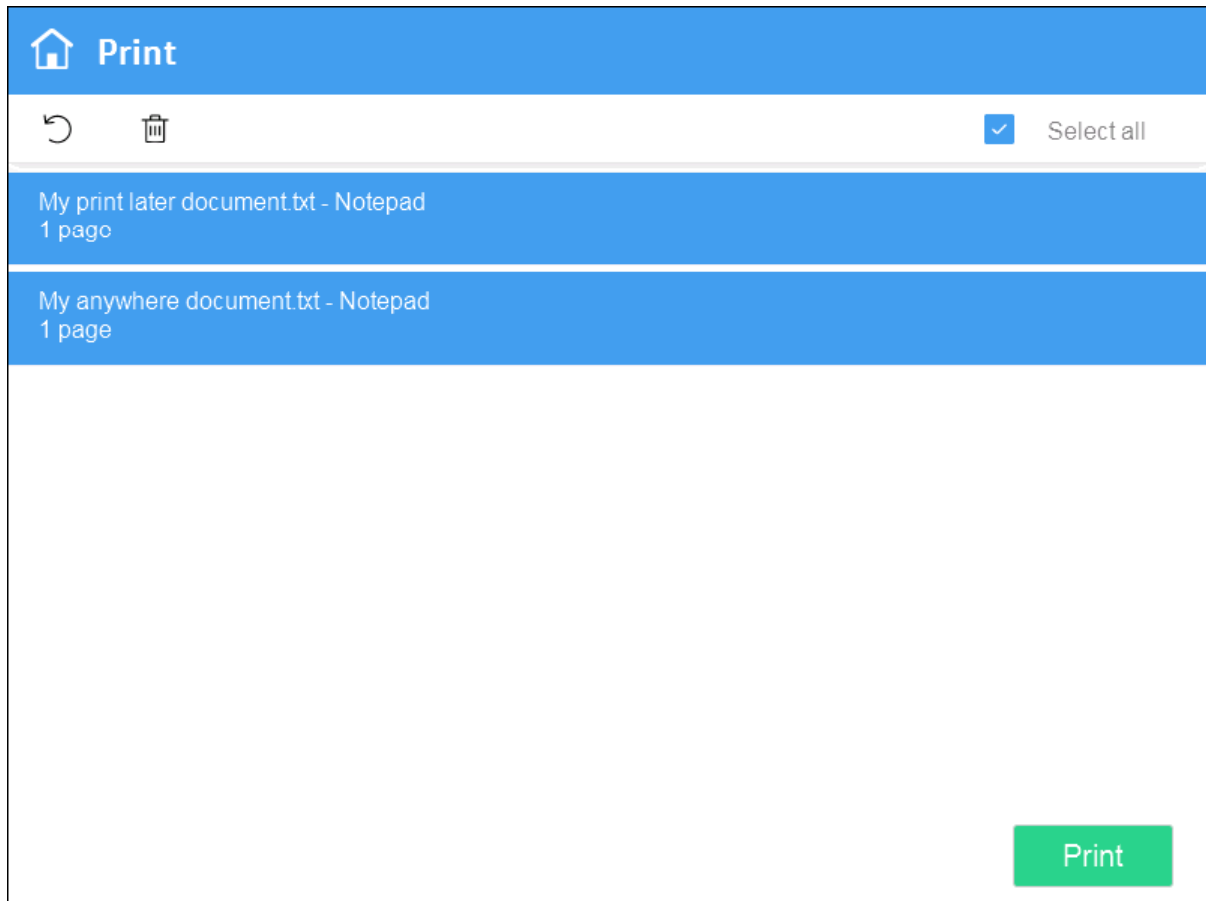 Print
Select all
My print later document.txt - Notepad
1 page
My anywhere document.txt - Notepad
1 page
Print